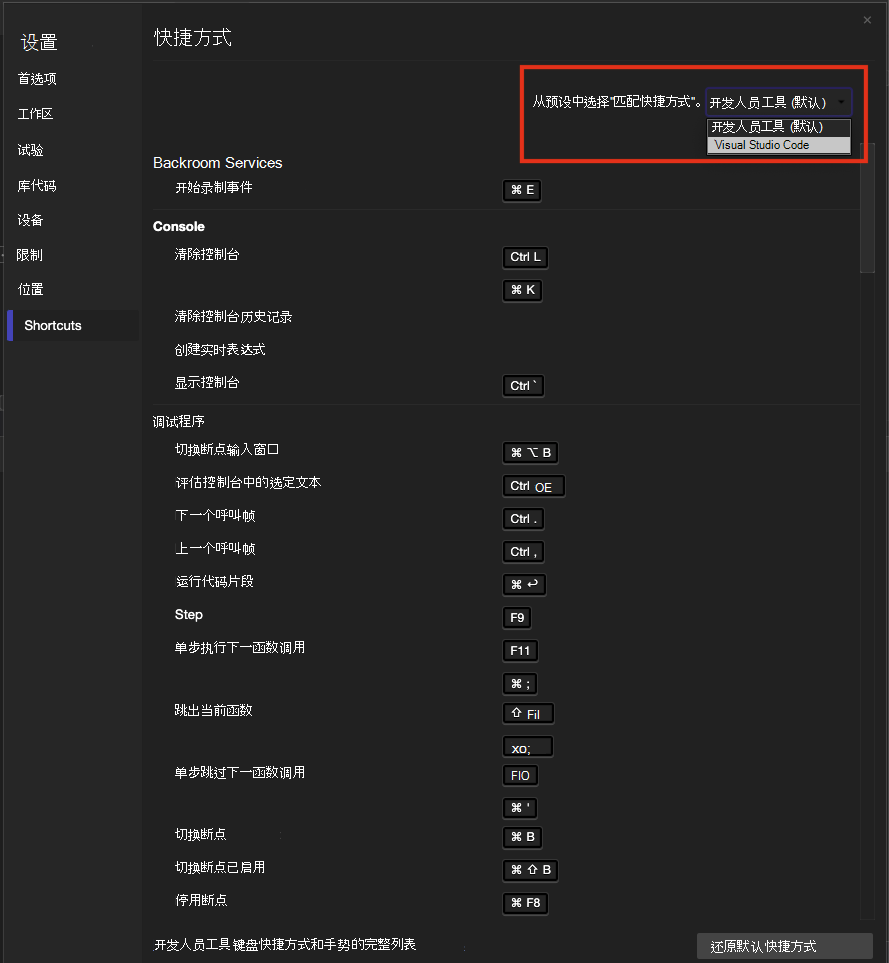 设置
首选项
工作区
试验
库代码
设备
限制
位置
Shortcuts
快捷方式
×
从预设中选择"匹配快捷方式"。 开发人员工具 (默认)
开发人员工具 (默认)
Visual Studio Code
Backroom Services
开始录制事件 ⌘ E
Console
清除控制台 Ctrl L
⌘ K
清除控制台历史记录
创建实时表达式
显示控制台 Ctrl `
调试程序
切换断点输入窗口 ⌘ ⌥ B
评估控制台中的选定文本 Ctrl OE
下一个呼叫帧 Ctrl .
上一个呼叫帧 Ctrl ,
运行代码片段 ⌘ ↩
Step F9
单步执行下一函数调用 F11
⌘ ;
跳出当前函数 ⇧ Fil
xo;
单步跳过下一函数调用 FIO
⌘ '
切换断点 ⌘ B
切换断点已启用 ⌘ ⇧ B
停用断点 ⌘ F8
开发人员工具键盘快捷方式和手势的完整列表
还原默认快捷方式